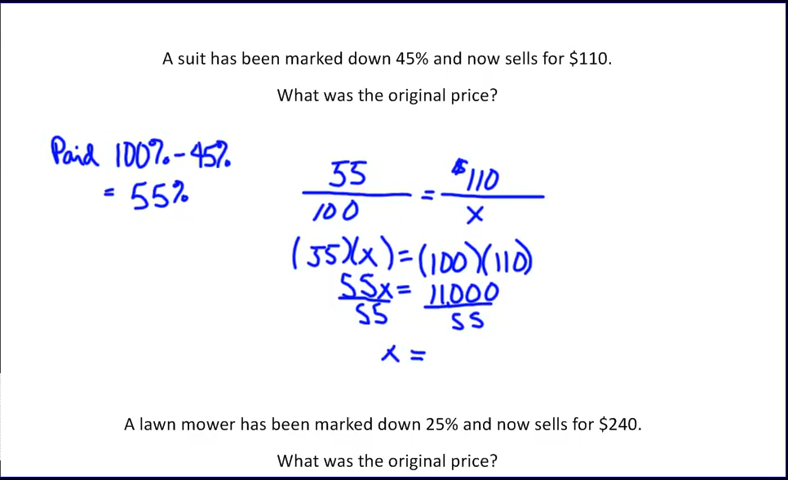 A suit has been marked down 45% and now sells for $110.
What was the original price?
Paid 100% - 45%
= 55%
55/100 = $110/x
(55)(x) = (100)(110)
55x/55 = 11,000/55
x =
A lawn mower has been marked down 25% and now sells for $240.
What was the original price?